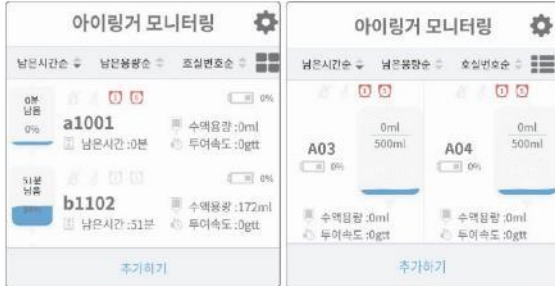 아이링거 모니터링
남은시간순 남은용량순 호실번호순
0분
남음
0%
a1001
0%
수액용량 :0ml
남은시간 :0분
투여속도 :0gtt
51분
남음
b1102
0%
수액용량 :172ml
남은시간 :51분
투여속도 :0gtt
추가하기
아이링거 모니터링
남은시간순 남은용량순 호실번호순
A03
0%
0ml
500ml
수액용량 :0ml
투여속도 :0gtt
A04
0%
0ml
500ml
수액용량 :0ml
투여속도 :0gtt
추가하기